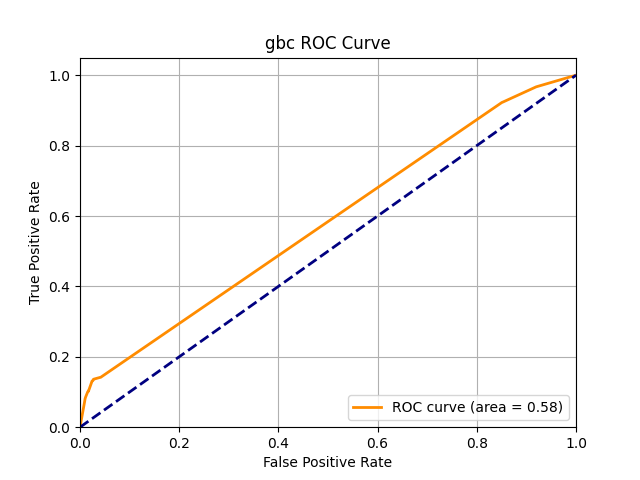 gbc ROC Curve
True Positive Rate
1.0
0.8
0.6
0.4
0.2
0.0
ROC curve (area = 0.58)
0.0 0.2 0.4 0.6 0.8 1.0
False Positive Rate